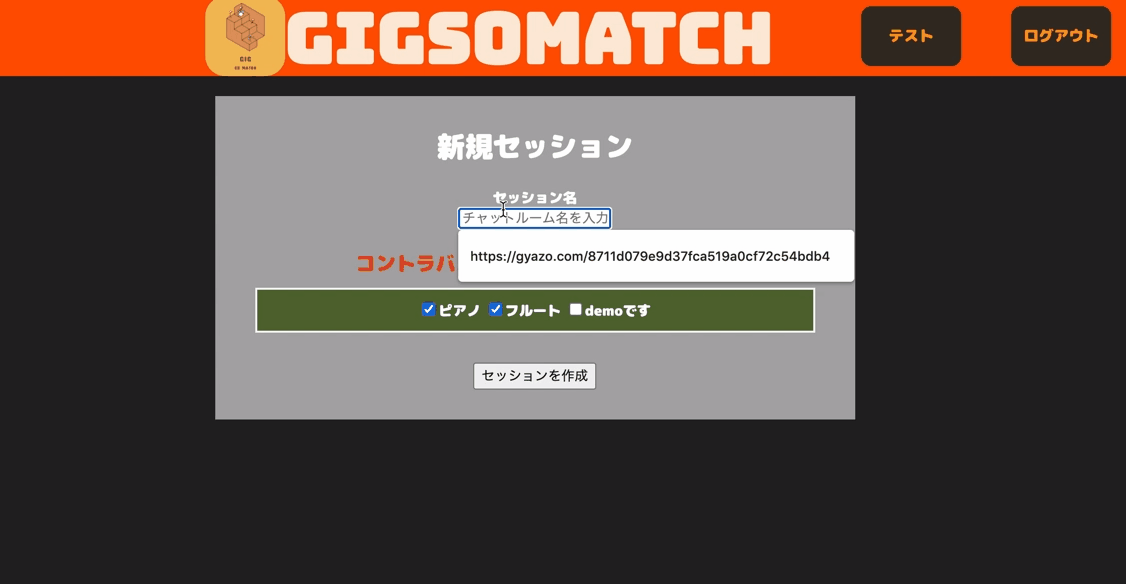 GIG
SO MATCH
GIGSOMATCH
テスト
ログアウト
新規セッション
セッション名
チャットルーム名を入力
https://gyazo.com/8711d079e9d37fca519a0cf72c54bdb4
コントラバ
ピアノ フルート demoです
セッションを作成